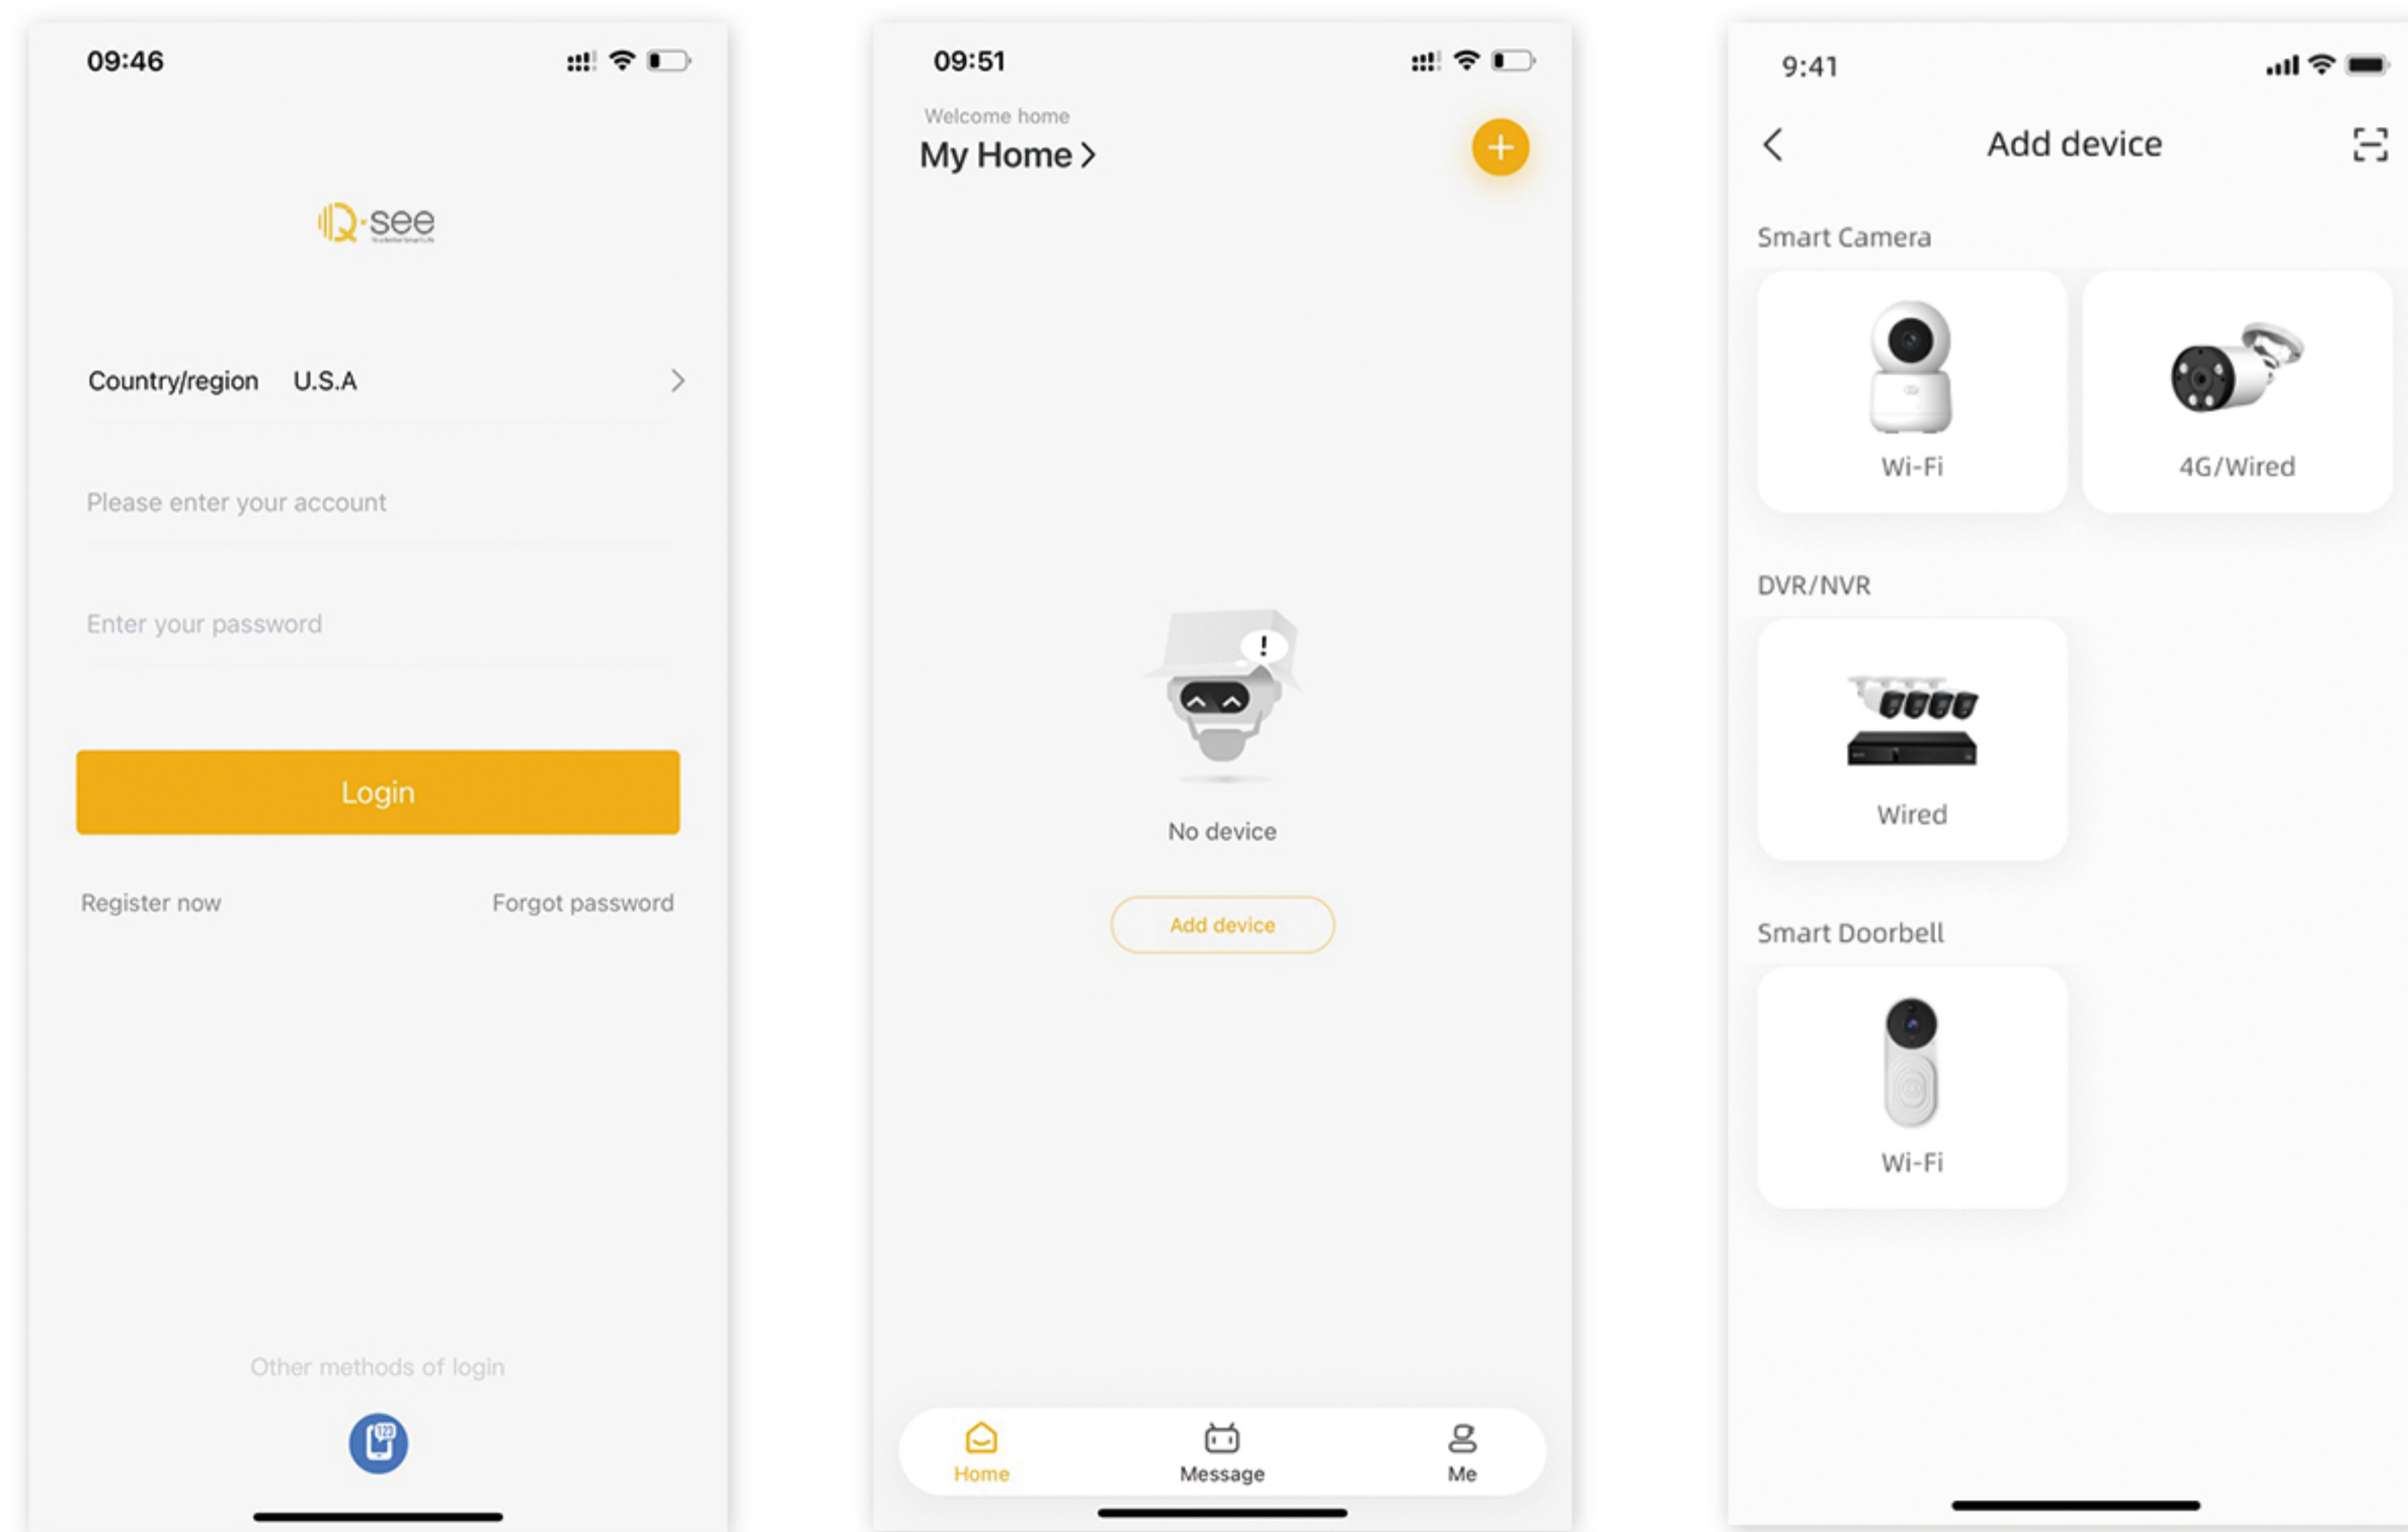 09:46
Q-see
Country/region U.S.A
Please enter your account
Enter your password
Login
Register now Forgot password
Other methods of login
123
09:51
Welcome home
My Home
!
No device
Add device
Home Message Me
9:41
Add device
Smart Camera
Wi-Fi 4G/Wired
DVR/NVR
Wired
Smart Doorbell
Wi-Fi